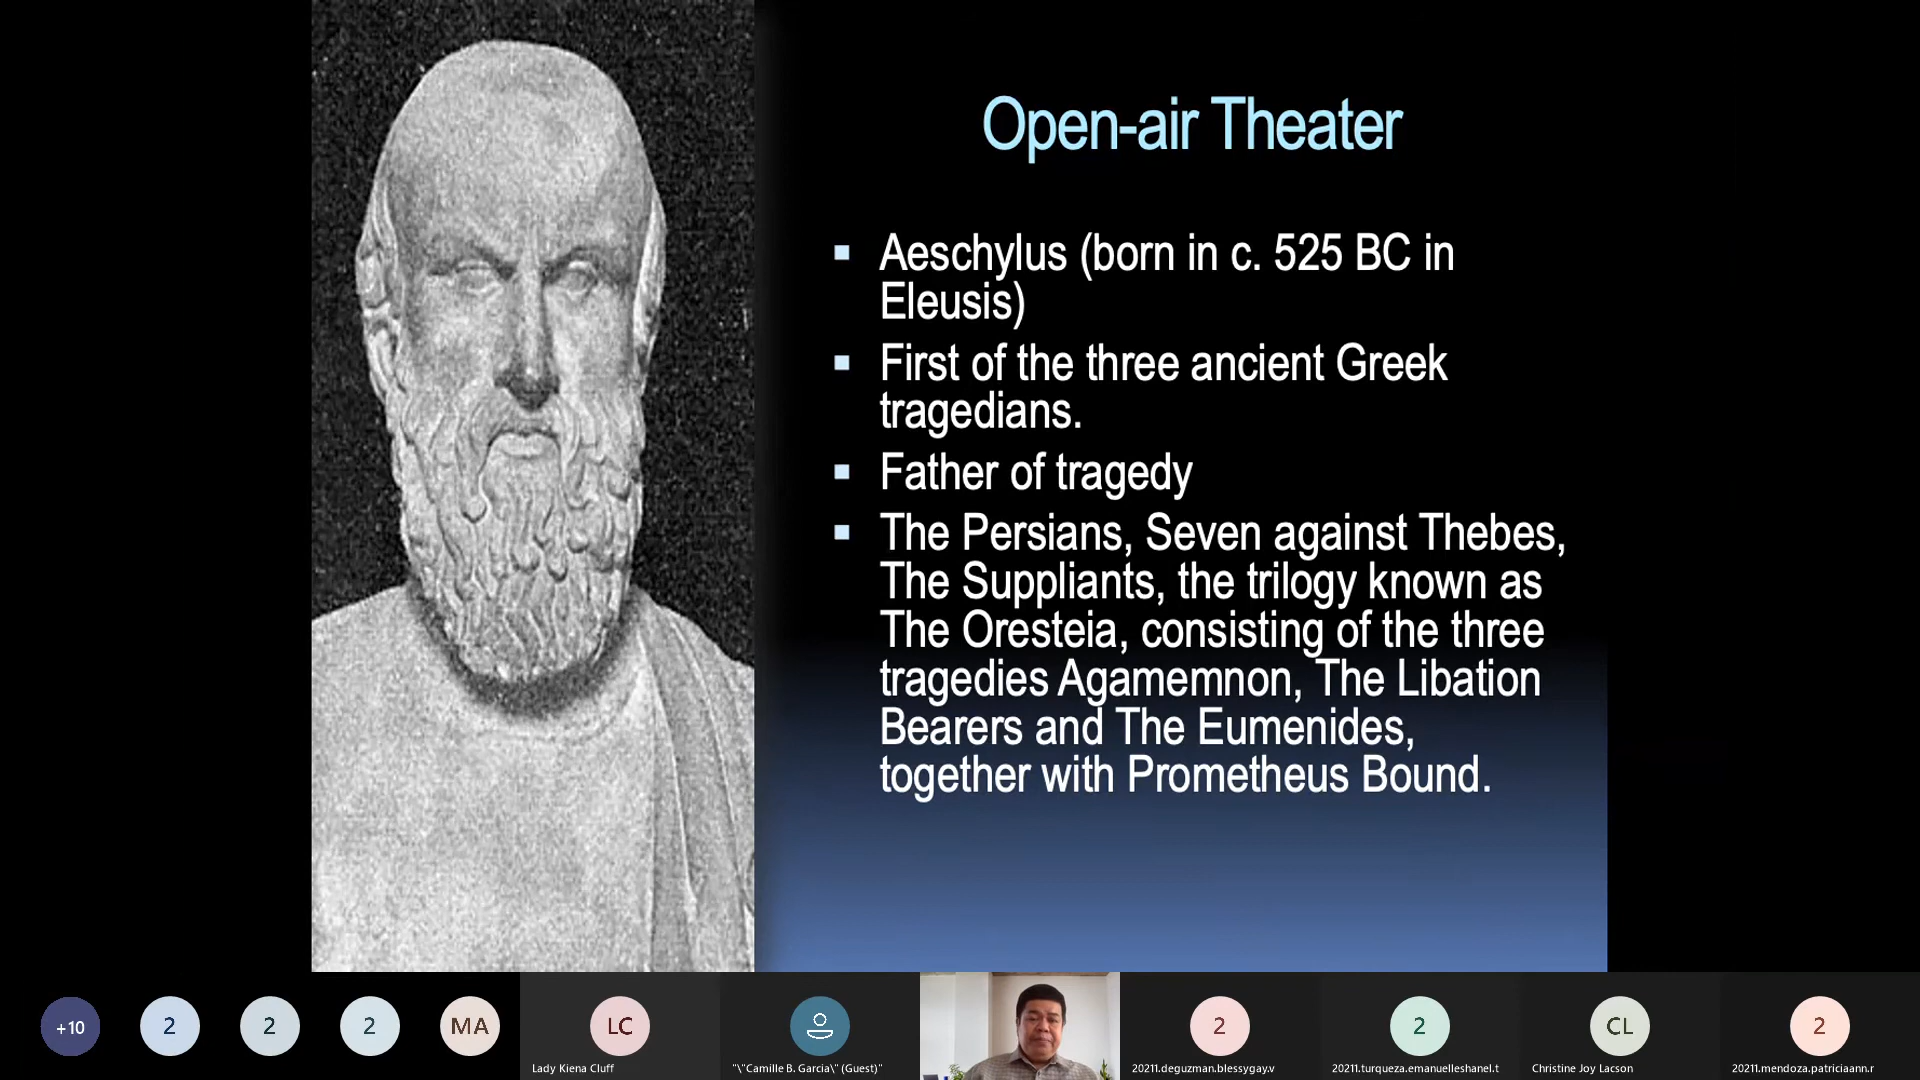 Open-air Theater
Aeschylus (born in c. 525 BC in
Eleusis)
First of the three ancient Greek
tragedians.
Father of tragedy
The Persians, Seven against Thebes,
The Suppliants, the trilogy known as
The Oresteia, consisting of the three
tragedies Agamemnon, The Libation
Bearers and The Eumenides,
together with Prometheus Bound.
+10
2
2
2
MA
LC
2
2
CL
2
Lady Kiena Cluff
"\"Camille B. Garcia\" (Guest)"
20211.deguzman.blessygay.v
20211.turqueza.emanuelleshanel.t
Christine Joy Lacson
20211.mendoza.patriciaann.r